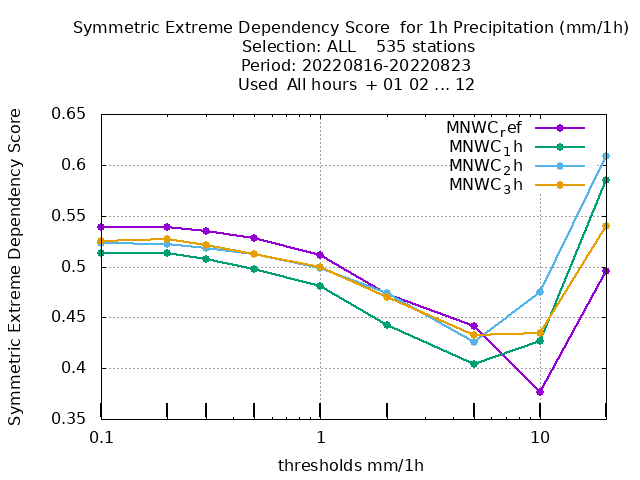 Symmetric Extreme Dependency Score  for 1h Precipitation (mm/1h)
Selection: ALL    535 stations
Period: 20220816-20220823
Used  All hours  + 01 02 ... 12
Symmetric Extreme Dependency Score
0.65
0.6
0.55
0.5
0.45
0.4
0.35
MNWC_ref
MNWC_1h
MNWC_2h
MNWC_3h
0.1
1
10
thresholds mm/1h